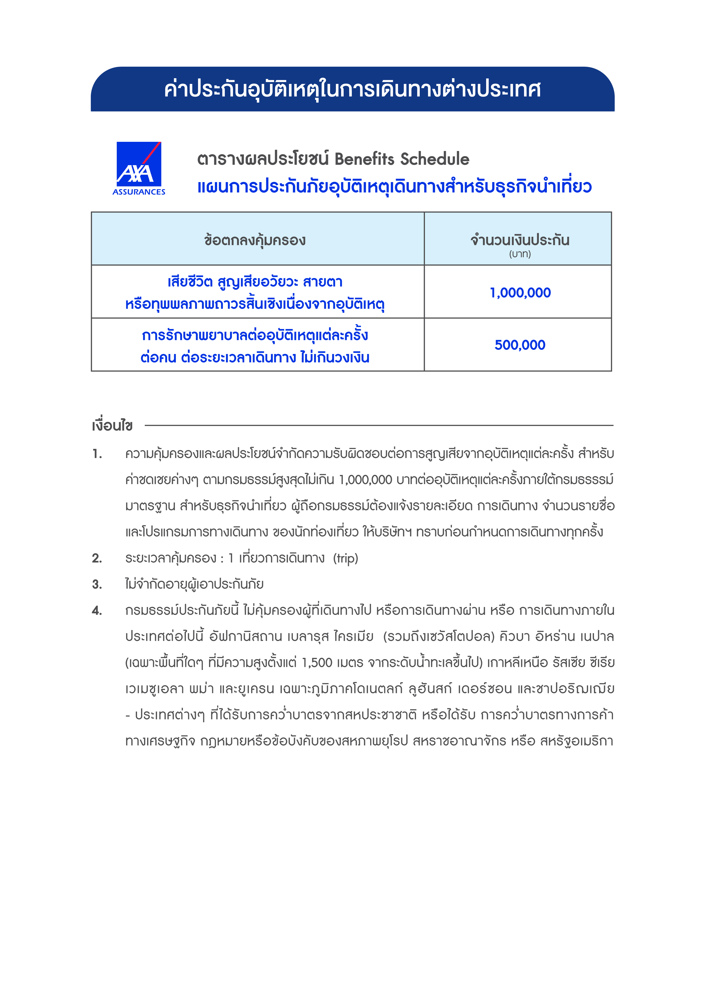 ค่าประกันอุบัติเหตุในการเดินทางต่างประเทศ
AXA
ASSURANCES
ตารางผลประโยชน์ Benefits Schedule
แผนการประกันภัยอุบัติเหตุเดินทางสำหรับธุรกิจนำเที่ยว
ข้อตกลงคุ้มครอง
จำนวนเงินประกัน
(บาท)
เสียชีวิต สูญเสียอวัยวะ สายตา
หรือทุพพลภาพถาวรสิ้นเชิงเนื่องจากอุบัติเหตุ
1,000,000
การรักษาพยาบาลต่ออุบัติเหตุแต่ละครั้ง
ต่อคน ต่อระยะเวลาเดินทาง ไม่เกินวงเงิน
500,000
เงื่อนไข
1. ความคุ้มครองและผลประโยชน์จำกัดความรับผิดชอบต่อการสูญเสียจากอุบัติเหตุแต่ละครั้ง สำหรับ
ค่าชดเชยค่างๆ ตามกรมธรรม์สูงสุดไม่เกิน 1,000,000 บาทต่ออุบัติเหตุแต่ละครั้งภายใต้กรมธรรรม์
มาตรฐาน สำหรับธุรกิจนำเที่ยว ผู้ถือกรมธรรม์ต้องแจ้งรายละเอียด การเดินทาง จำนวนรายชื่อ
และโปรแกรมการทางเดินทาง ของนักท่องเที่ยว ให้บริษัทฯ ทราบก่อนกำหนดการเดินทางทุกครั้ง
2. ระยะเวลาคุ้มครอง : 1 เที่ยวการเดินทาง (trip)
3. ไม่จำกัดอายุผู้เอาประกันภัย
4. กรมธรรม์ประกันภัยนี้ ไม่คุ้มครองผู้ที่เดินทางไป หรือการเดินทางผ่าน หรือ การเดินทางภายใน
ประเทศต่อไปนี้ อัฟกานิสถาน เบลารุส ไครเมีย (รวมถึงเซวัสโตปอล) คิวบา อิหร่าน เนปาล
(เฉพาะพื้นที่ใดๆ ที่มีความสูงตั้งแต่ 1,500 เมตร จากระดับน้ำทะเลขึ้นไป) เกาหลีเหนือ รัสเซีย ซีเรีย
เวเมซูเอลา พม่า และยูเครน เฉพาะภูมิภาคโดเนตลก์ ลูฮันสก์ เดอร์ซอน และซาปอริฌเฌีย
- ประเทศต่างๆ ที่ได้รับการคว่ำบาตรจากสหประชาชาติ หรือได้รับ การคว่ำบาตรทางการค้า
ทางเศรษฐกิจ กฎหมายหรือข้อบังคับของสหภาพยุโรป สหราชอาณาจักร หรือ สหรัฐอเมริกา